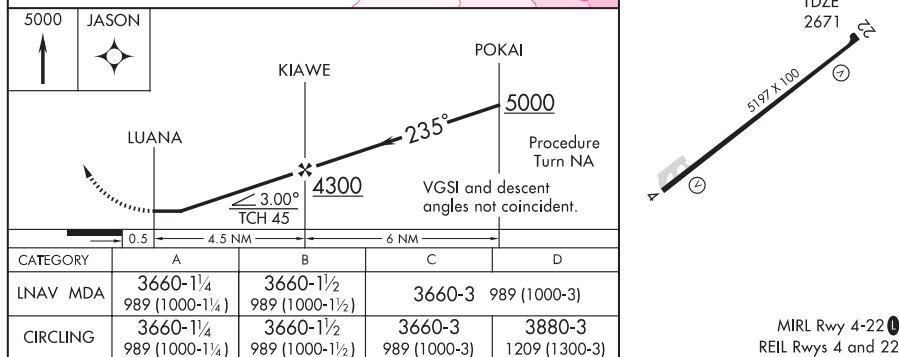 5000 JASON
TDZE
2671
POKAI
KIAWE
22
5197 X 100
235°
5000
LUANA
Procedure
Turn NA
4300
3.00°
TCH 45
VGSI and descent
angles not coincident.
V
V
4
0.5 4.5 NM 6 NM
CATEGORY A B C D
LNAV MDA 3660-1¼ 3660-1½ 3660-3 989 (1000-3)
989 (1000-1¼) 989 (1000-1½)
CIRCLING 3660-1¼ 3660-1½ 3660-3 3880-3
989 (1000-1¼) 989 (1000-1½) 989 (1000-3) 1209 (1300-3)
MIRL Rwy 4-22 L
REIL Rwys 4 and 22